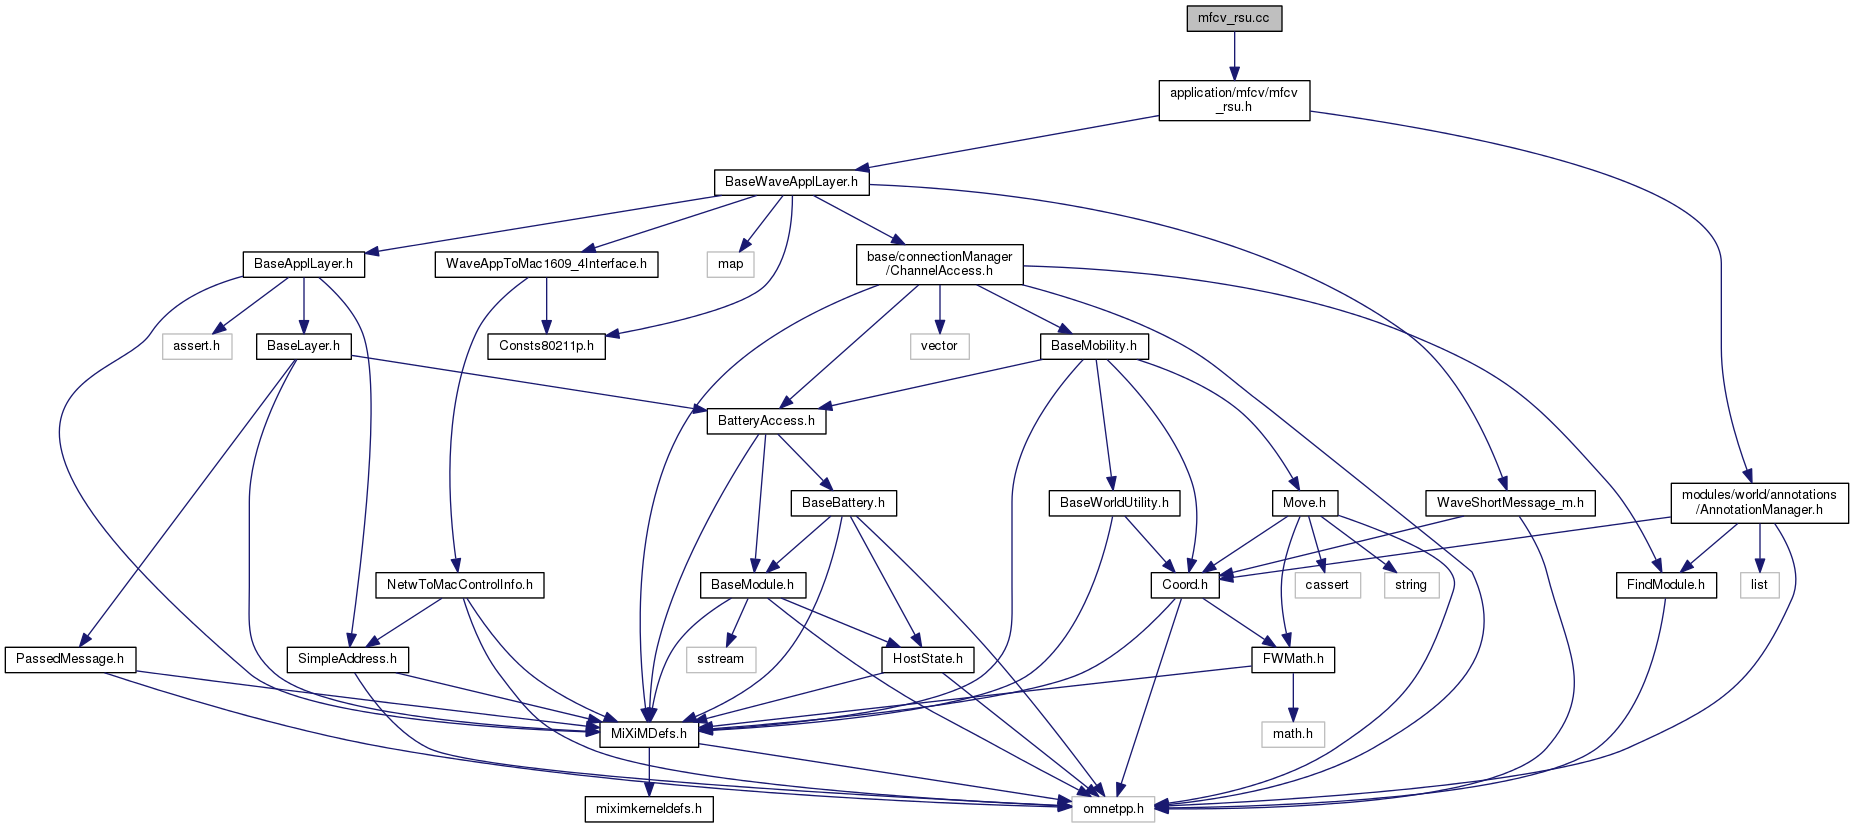 mfcv_rsu.cc
application/mfcv/mfcv
_rsu.h
BaseWaveApplLayer.h
BaseApplLayer.h
WaveAppToMac1609_4Interface.h
map
base/connectionManager
/ChannelAccess.h
assert.h
BaseLayer.h
Consts80211p.h
vector
BaseMobility.h
BatteryAccess.h
BaseBattery.h
BaseWorldUtility.h
Move.h
WaveShortMessage_m.h
modules/world/annotations
/AnnotationManager.h
NetwToMacControlInfo.h
BaseModule.h
Coord.h
cassert
string
FindModule.h
list
PassedMessage.h
SimpleAddress.h
sstream
HostState.h
FWMath.h
MiXiMDefs.h
math.h
miximkerneldefs.h
omnetpp.h